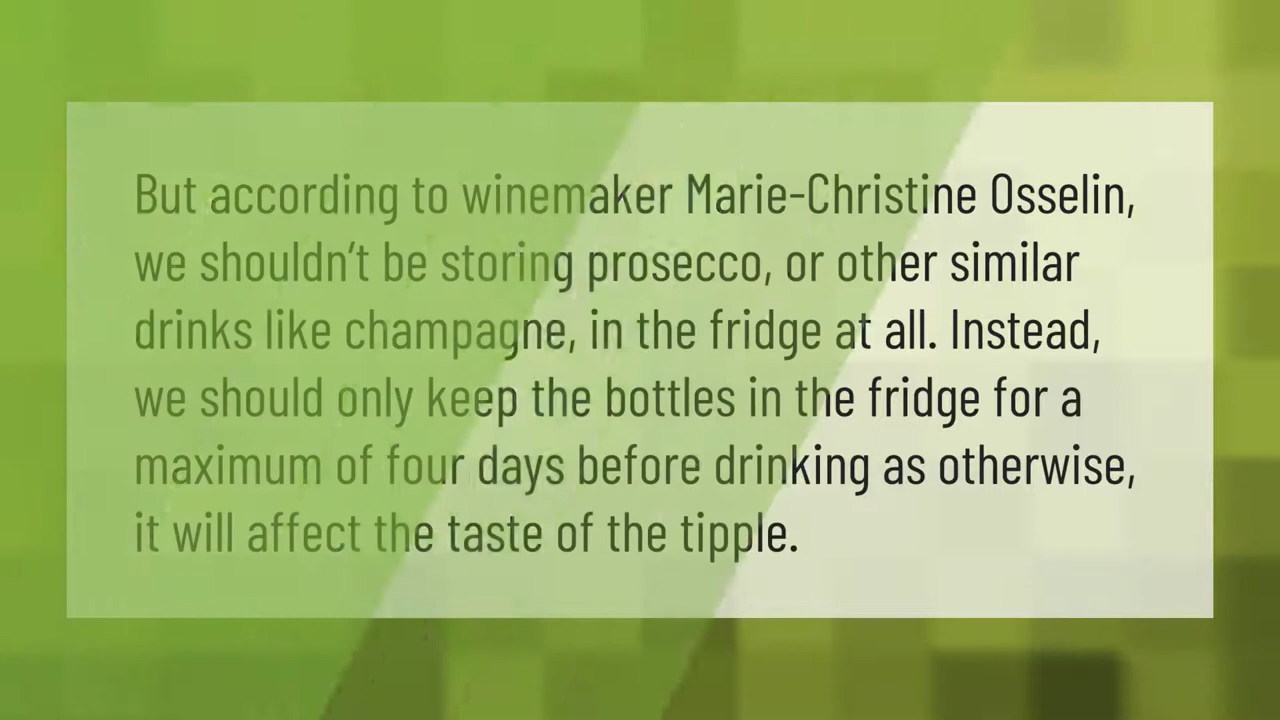 But according to winemaker Marie-Christine Osselin,
we shouldn’t be storing prosecco, or other similar
drinks like champagne, in the fridge at all. Instead,
we should only keep the bottles in the fridge for a
maximum of four days before drinking as otherwise,
it will affect the taste of the tipple.